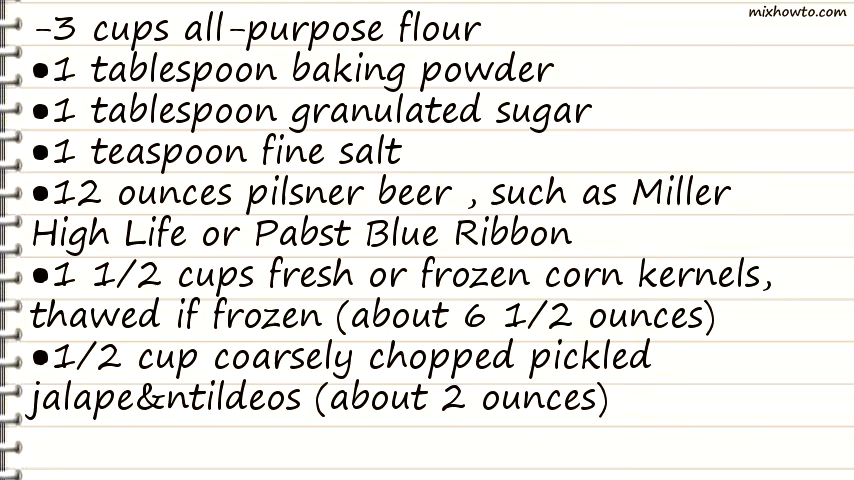 mixhowto.com
-3 cups all-purpose flour
•1 tablespoon baking powder
•1 tablespoon granulated sugar
•1 teaspoon fine salt
•12 ounces pilsner beer , such as Miller
High Life or Pabst Blue Ribbon
•1 1/2 cups fresh or frozen corn kernels,
thawed if frozen (about 6 1/2 ounces)
•1/2 cup coarsely chopped pickled
jalape&ntildeos (about 2 ounces)